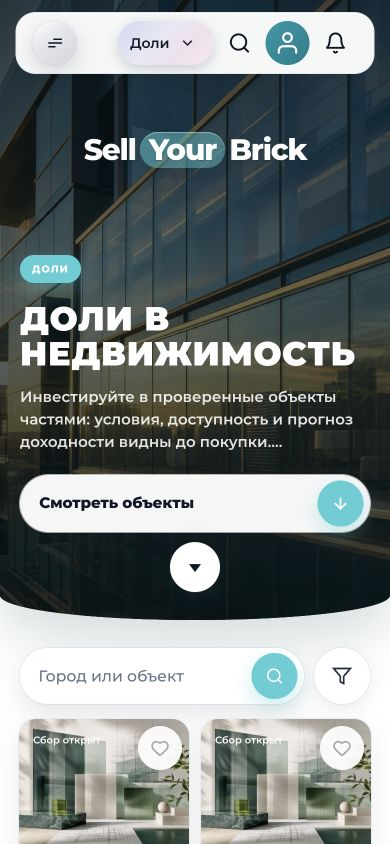 Доли
Sell Your Brick
ДОЛИ
ДОЛИ В
НЕДВИЖИМОСТЬ
Инвестируйте в проверенные объекты
частями: условия, доступность и прогноз
доходности видны до покупки....
Смотреть объекты
Город или объект
Сбор открыт
Сбор открыт